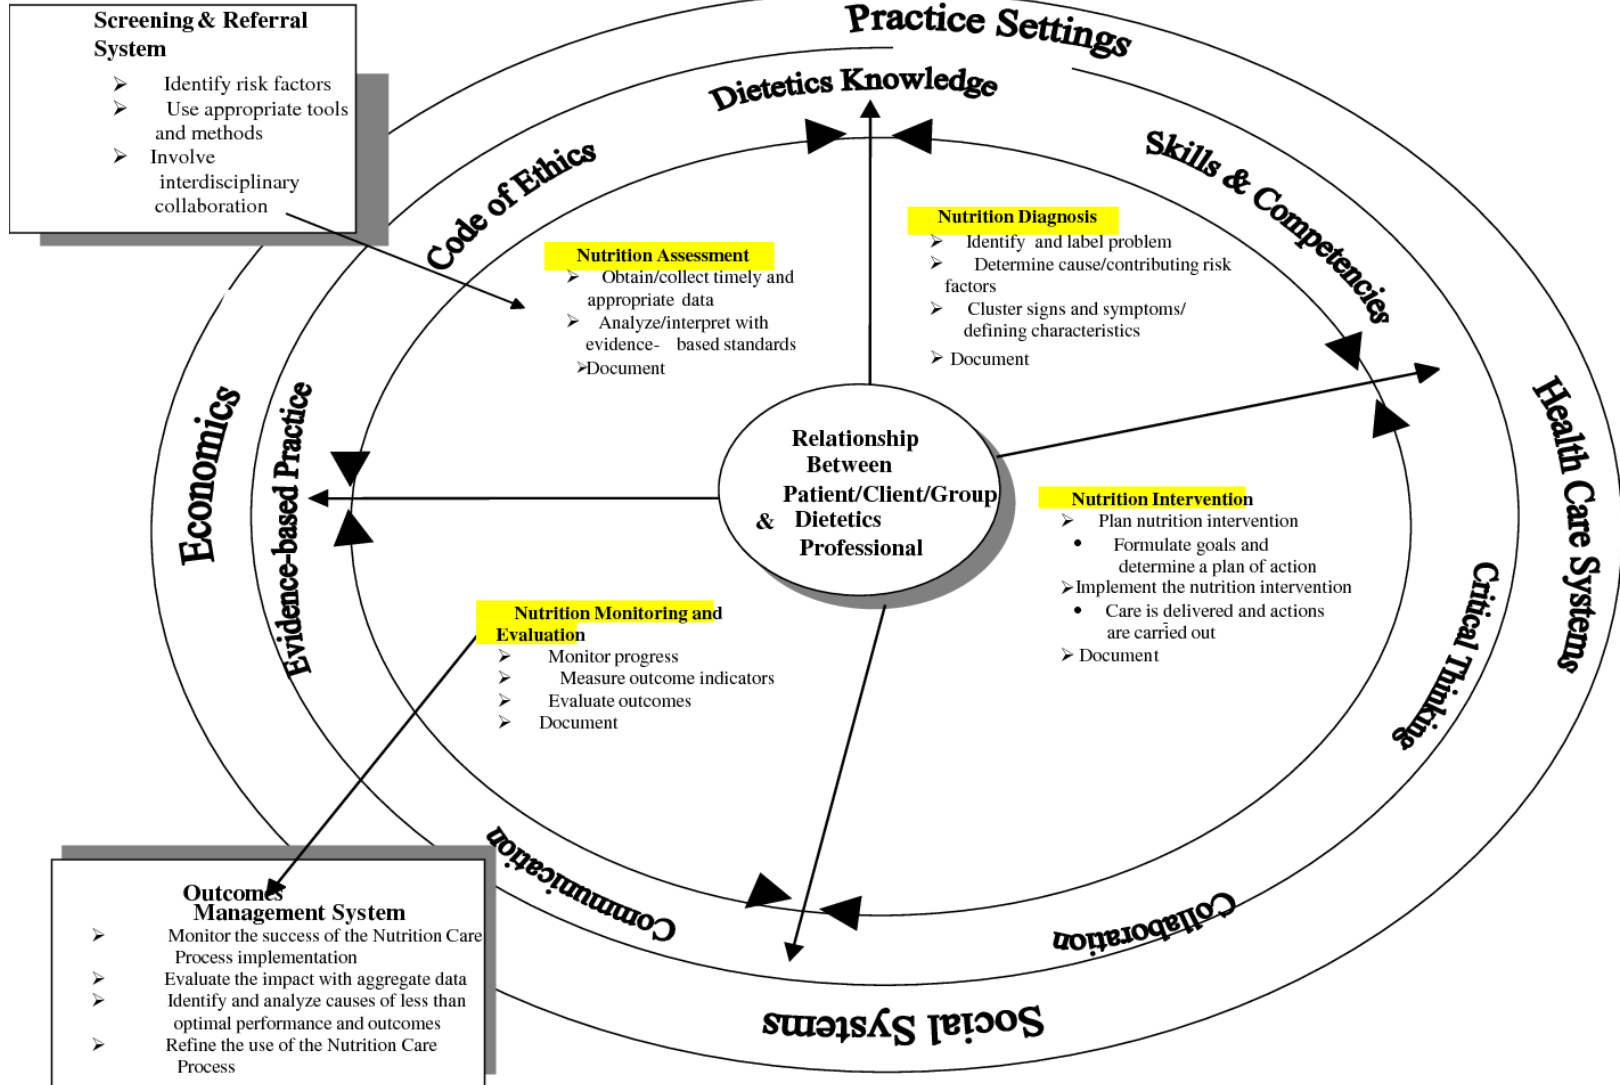 Screening & Referral
System
➢ Identify risk factors
➢ Use appropriate tools
and methods
➢ Involve
interdisciplinary
collaboration
Practice Settings
Dietetics Knowledge
Code of Ethics
Skills & Competencies
Nutrition Assessment
➢ Obtain/collect timely and
appropriate data
➢ Analyze/interpret with
evidence- based standards
➢Document
Nutrition Diagnosis
➢ Identify and label problem
➢ Determine cause/contributing risk
factors
➢ Cluster signs and symptoms/
defining characteristics
➢ Document
Economics
Evidence-based Practice
Relationship
Between
Patient/Client/Group
& Dietetics
Professional
Nutrition Intervention
➢ Plan nutrition intervention
• Formulate goals and
determine a plan of action
➢Implement the nutrition intervention
• Care is delivered and actions
are carried out
➢ Document
Health Care Systems
Critical Thinking
Nutrition Monitoring and
Evaluation
➢ Monitor progress
➢ Measure outcome indicators
➢ Evaluate outcomes
➢ Document
Communication
Collaboration
Social Systems
Outcomes
Management System
➢ Monitor the success of the Nutrition Care
Process implementation
➢ Evaluate the impact with aggregate data
➢ Identify and analyze causes of less than
optimal performance and outcomes
➢ Refine the use of the Nutrition Care
Process